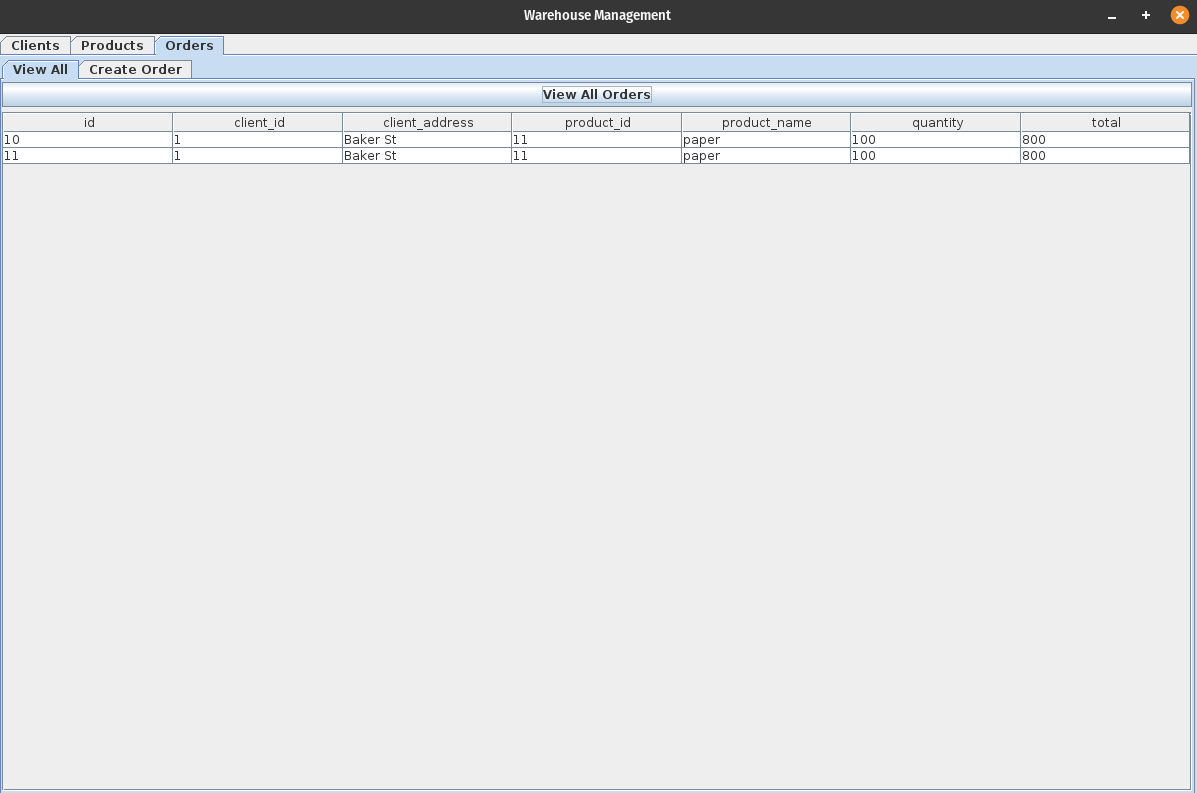 Warehouse Management
Clients Products Orders
View All Create Order
View All Orders
id client_id client_address product_id product_name quantity total
10 1 Baker St 11 paper 100 800
11 1 Baker St 11 paper 100 800